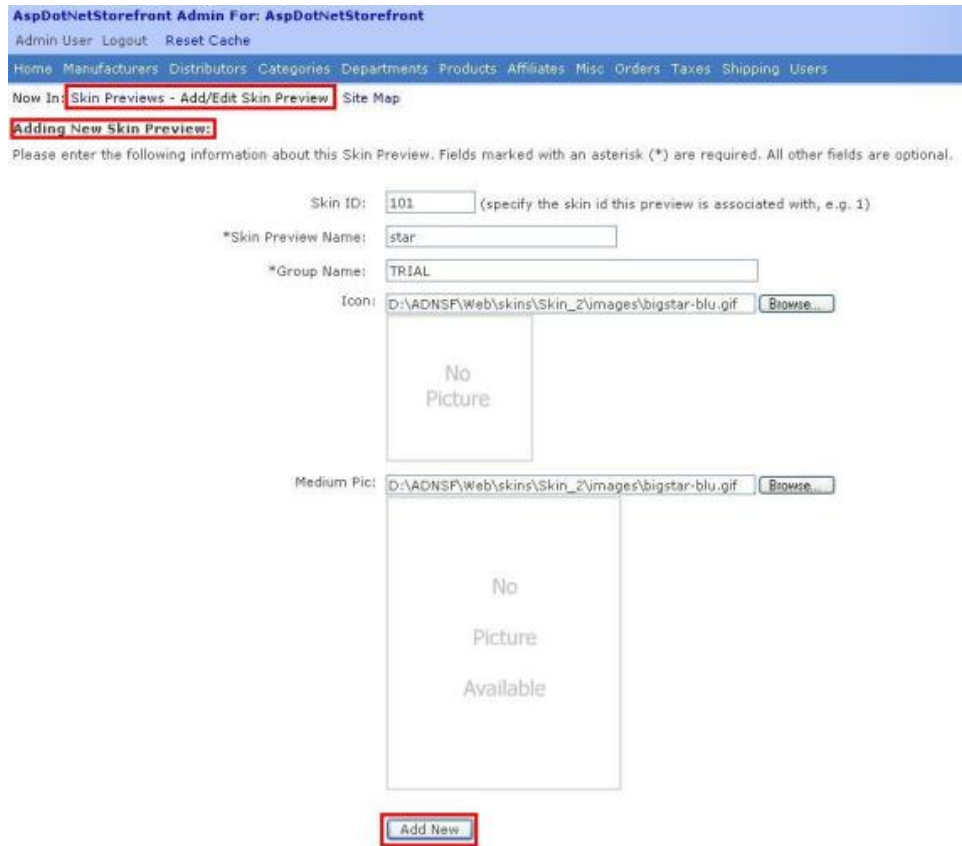 AspDotNetStorefront Admin For: AspDotNetStorefront
Admin User Logout Reset Cache
Home Manufacturers Distributors Categories Departments Products Affiliates Misc Orders Taxes Shipping Users
Now In: Skin Previews - Add/Edit Skin Preview Site Map
Adding New Skin Preview:
Please enter the following information about this Skin Preview. Fields marked with an asterisk (*) are required. All other fields are optional.
Skin ID: 101 (specify the skin id this preview is associated with, e.g. 1)
*Skin Preview Name: star
*Group Name: TRIAL
Icon: D:\ADNSF\Web\skins\Skin_2\images\bigstar-blu.gif Browse...
No
Picture
Medium Pic: D:\ADNSF\Web\skins\Skin_2\images\bigstar-blu.gif Browse...
No
Picture
Available
Add New